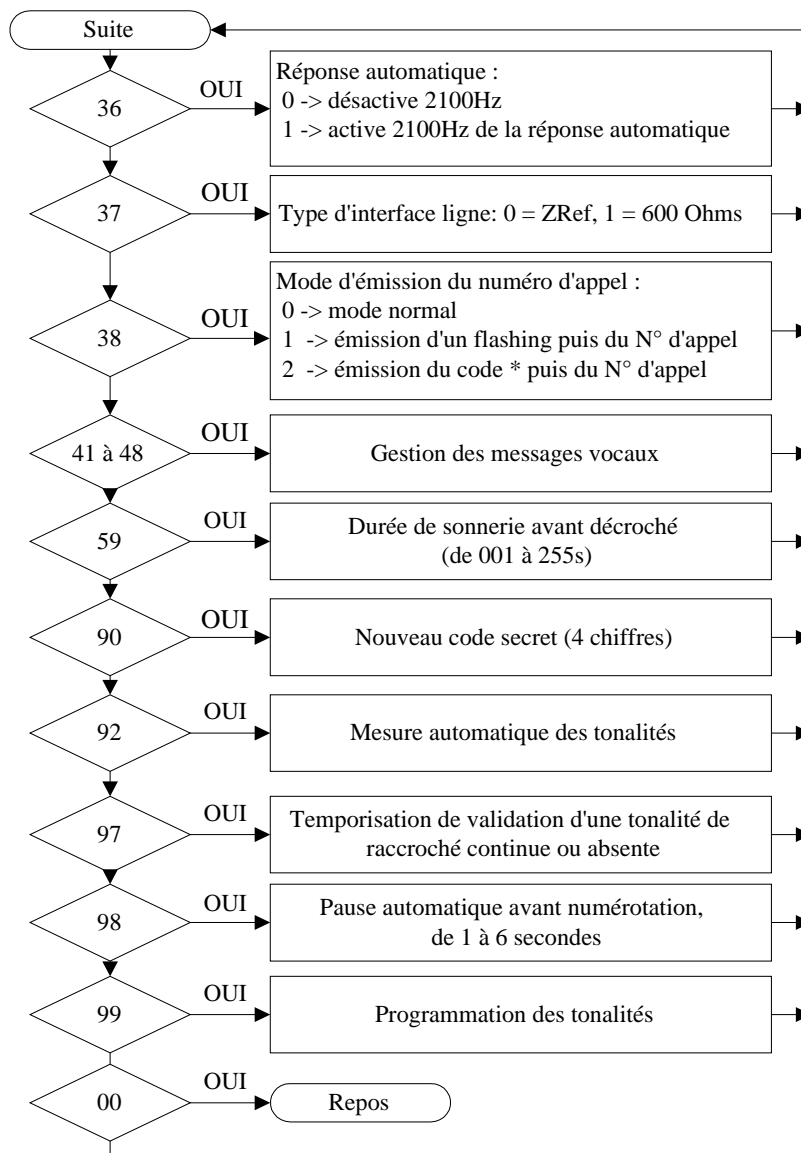 Suite
36
OUI
Réponse automatique :
0 -> désactive 2100Hz
1 -> active 2100Hz de la réponse automatique
37
OUI
Type d'interface ligne: 0 = ZRef, 1 = 600 Ohms
38
OUI
Mode d'émission du numéro d'appel :
0 -> mode normal
1 -> émission d'un flashing puis du N° d'appel
2 -> émission du code * puis du N° d'appel
41 à 48
OUI
Gestion des messages vocaux
59
OUI
Durée de sonnerie avant décroché
(de 001 à 255s)
90
OUI
Nouveau code secret (4 chiffres)
92
OUI
Mesure automatique des tonalités
97
OUI
Temporisation de validation d'une tonalité de
raccroché continue ou absente
98
OUI
Pause automatique avant numérotation,
de 1 à 6 secondes
99
OUI
Programmation des tonalités
00
OUI
Repos